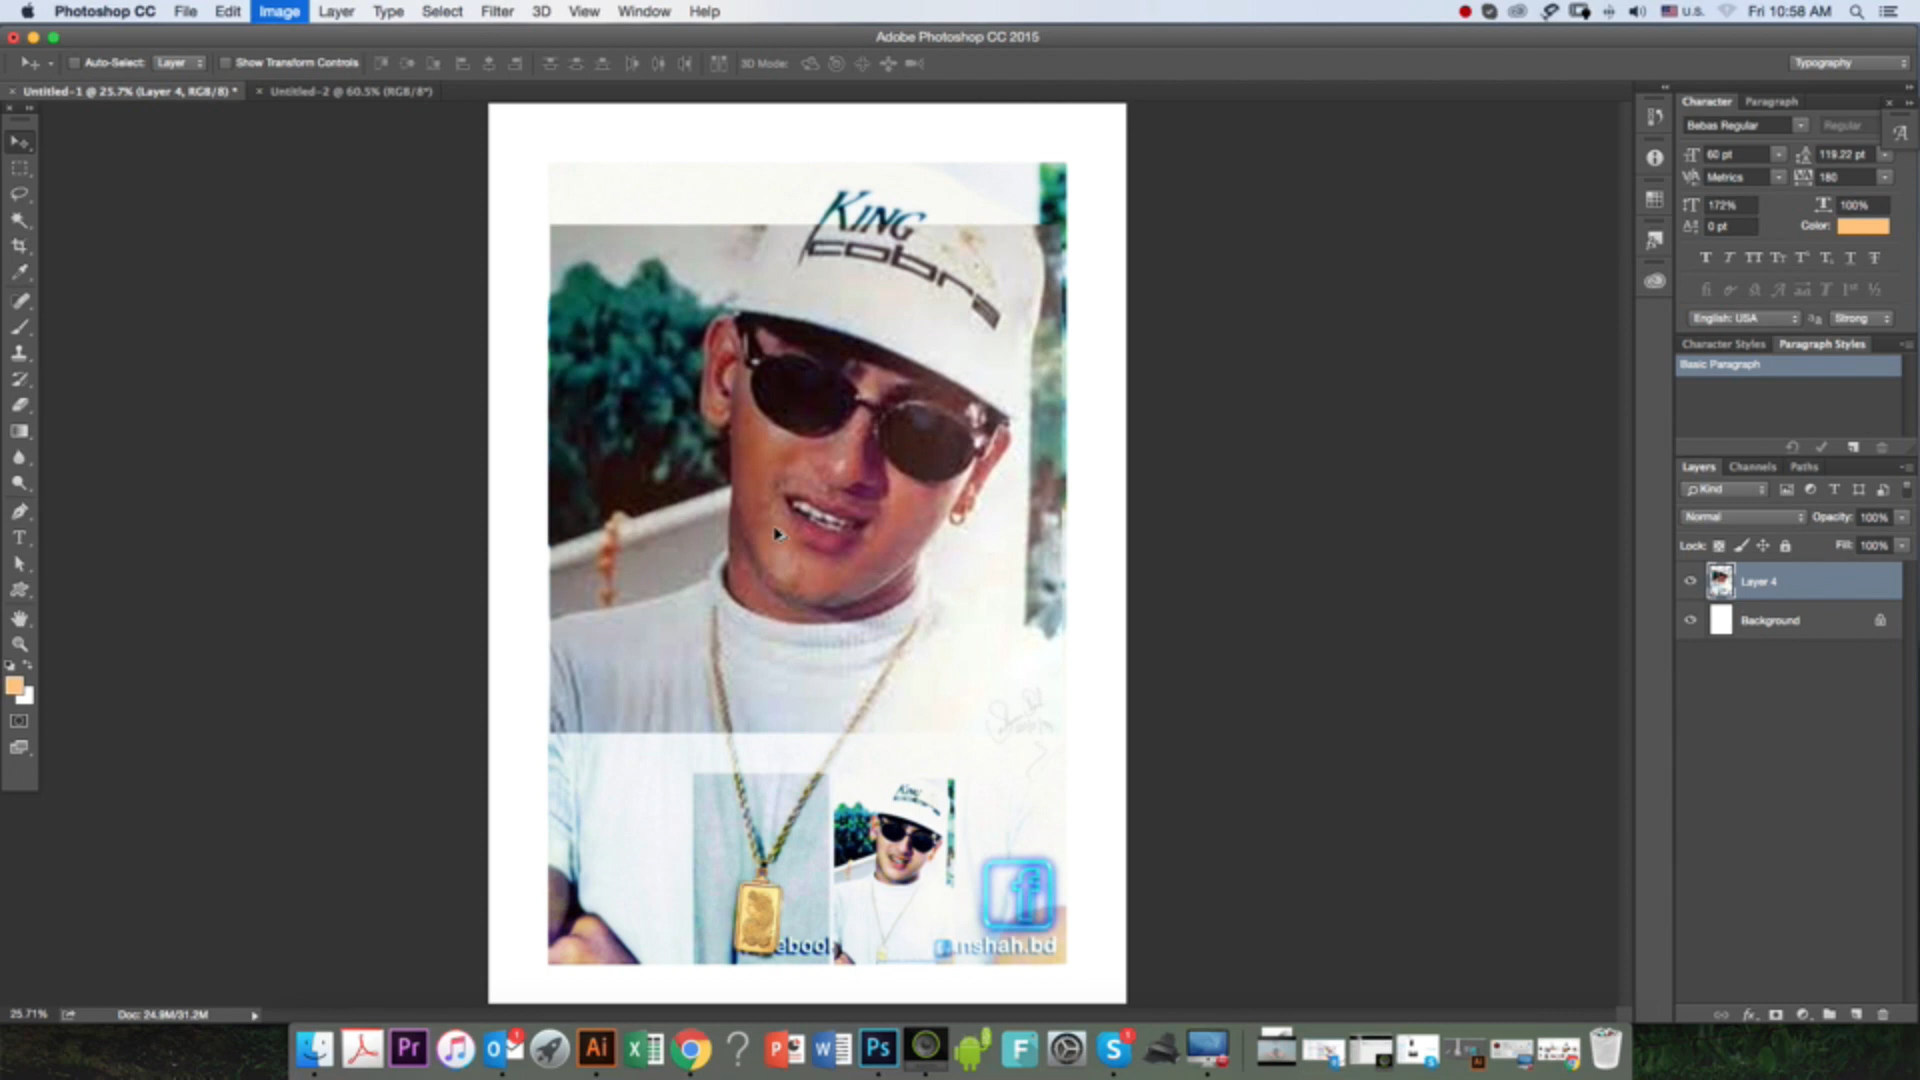 Photoshop CC File Edit Image Layer Type Select Filter 3D View Window Help U.S. Fri 10:58 AM
Adobe Photoshop CC 2015
Auto-Select: Layer Show Transform Controls 3D Mode: Typography
Untitled-1 @ 25.7% (Layer 4, RGB/8) * Untitled-2 @ 60.5% (RGB/8*)
Character Paragraph
Bebas Regular Regular
60 pt 119.22 pt
Metrics 180
172% 100%
0 pt Color:
English: USA Strong
Character Styles Paragraph Styles
Basic Paragraph
Layers Channels Paths
Kind
Normal Opacity: 100%
Lock: Fill: 100%
Layer 4
Background
KING
cobra
KING
f
nshah.bd
25.71% Doc: 24.9M/31.2M
Pr Ai W Ps F S